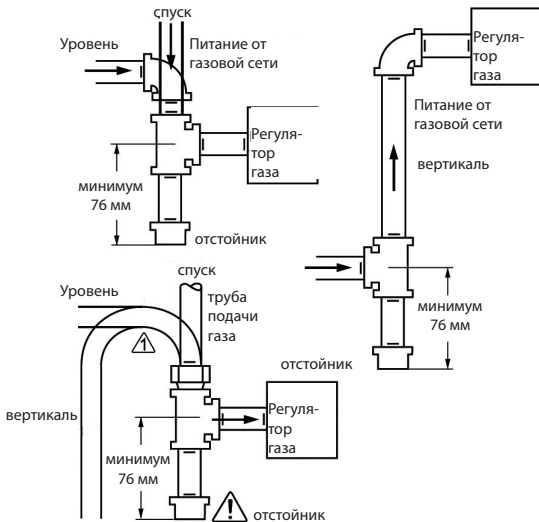 спуск
Уровень
Питание от
газовой сети
Регуля-
тор
газа
минимум
76 мм
отстойник
Регуля-
тор
газа
Питание от
газовой сети
вертикаль
минимум
76 мм
отстойник
спуск
Уровень
труба
подачи
газа
1
вертикаль
Регуля-
тор
газа
минимум
76 мм
!
отстойник